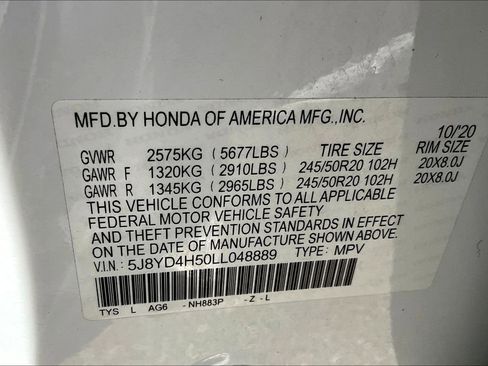 MFD.BY HONDA OF AMERICA MFG.,INC.
10/'20
GVWR 2575KG (5677LBS) TIRE SIZE RIM SIZE
GAWR F 1320KG (2910LBS) 245/50R20 102H 20X8.0J
GAWR R 1345KG (2965LBS) 245/50R20 102H 20X8.0J
THIS VEHICLE CONFORMS TO ALL APPLICABLE
FEDERAL MOTOR VEHICLE SAFETY
AND THEFT PREVENTION STANDARDS IN EFFECT
ON THE DATE OF MANUFACTURE SHOWN ABOVE.
V.I.N.: 5J8YD4H50LL048889 TYPE: MPV
TYS L AG6 -NH883P -Z -L